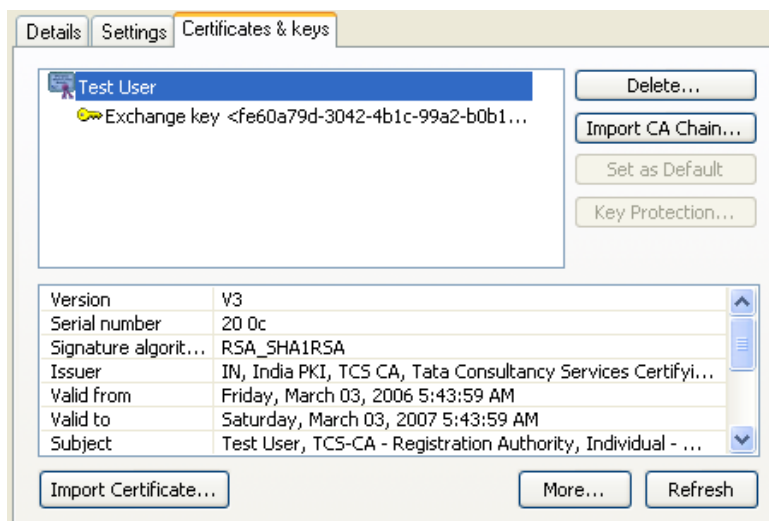 Details Settings Certificates & keys
Test User
Exchange key <fe60a79d-3042-4b1c-99a2-b0b1...
Delete...
Import CA Chain...
Set as Default
Key Protection...
Version V3
Serial number 20 0c
Signature algorit... RSA_SHA1RSA
Issuer IN, India PKI, TCS CA, Tata Consultancy Services Certifyi...
Valid from Friday, March 03, 2006 5:43:59 AM
Valid to Saturday, March 03, 2007 5:43:59 AM
Subject Test User, TCS-CA - Registration Authority, Individual - ...
Import Certificate... More... Refresh